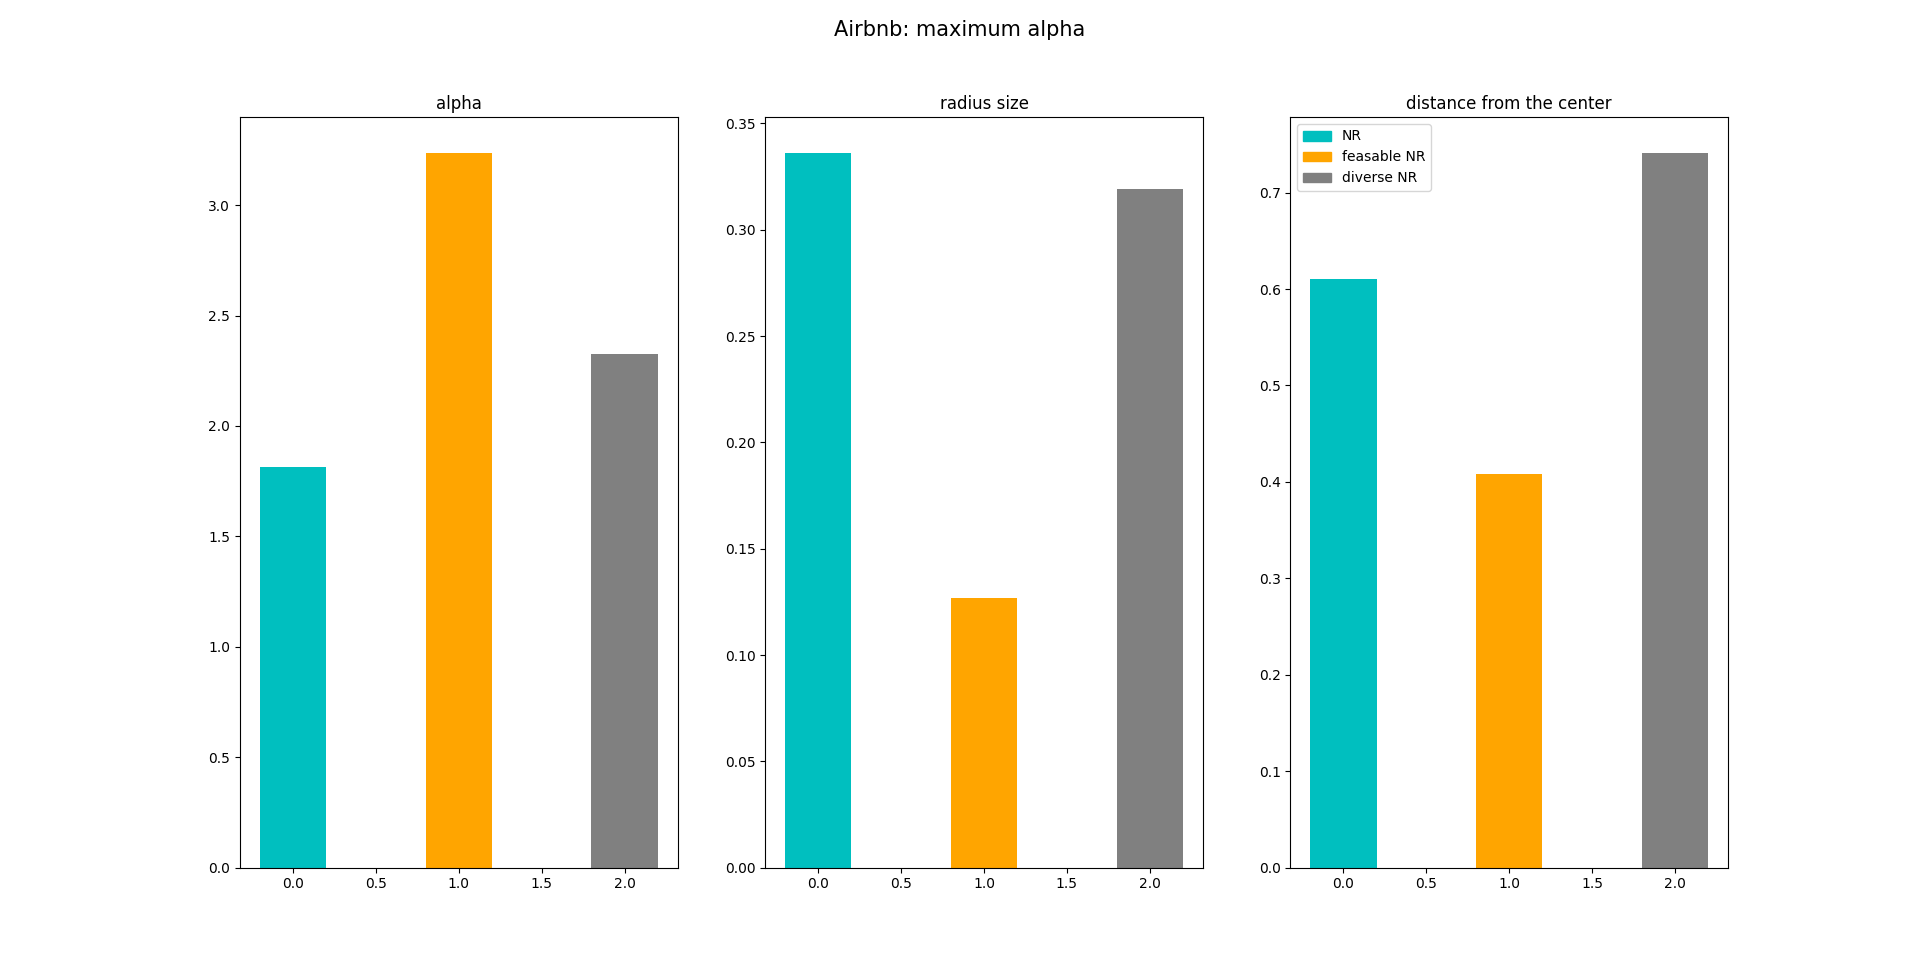 Airbnb: maximum alpha
alpha
3.0
2.5
2.0
1.5
1.0
0.5
0.0
0.0 0.5 1.0 1.5 2.0
radius size
0.35
0.30
0.25
0.20
0.15
0.10
0.05
0.00
0.0 0.5 1.0 1.5 2.0
distance from the center
NR
feasable NR
diverse NR
0.7
0.6
0.5
0.4
0.3
0.2
0.1
0.0
0.0 0.5 1.0 1.5 2.0